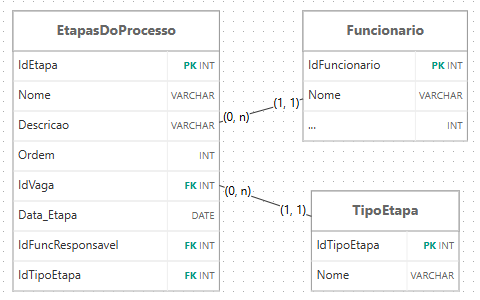 EtapasDoProcesso
IdEtapa PK INT
Nome VARCHAR
Descricao VARCHAR
Ordem INT
IdVaga FK INT
Data_Etapa DATE
IdFuncResponsavel FK INT
IdTipoEtapa FK INT
(0, n)
(1, 1)
(0, n)
(1, 1)
Funcionario
IdFuncionario PK INT
Nome VARCHAR
... INT
TipoEtapa
IdTipoEtapa PK INT
Nome VARCHAR